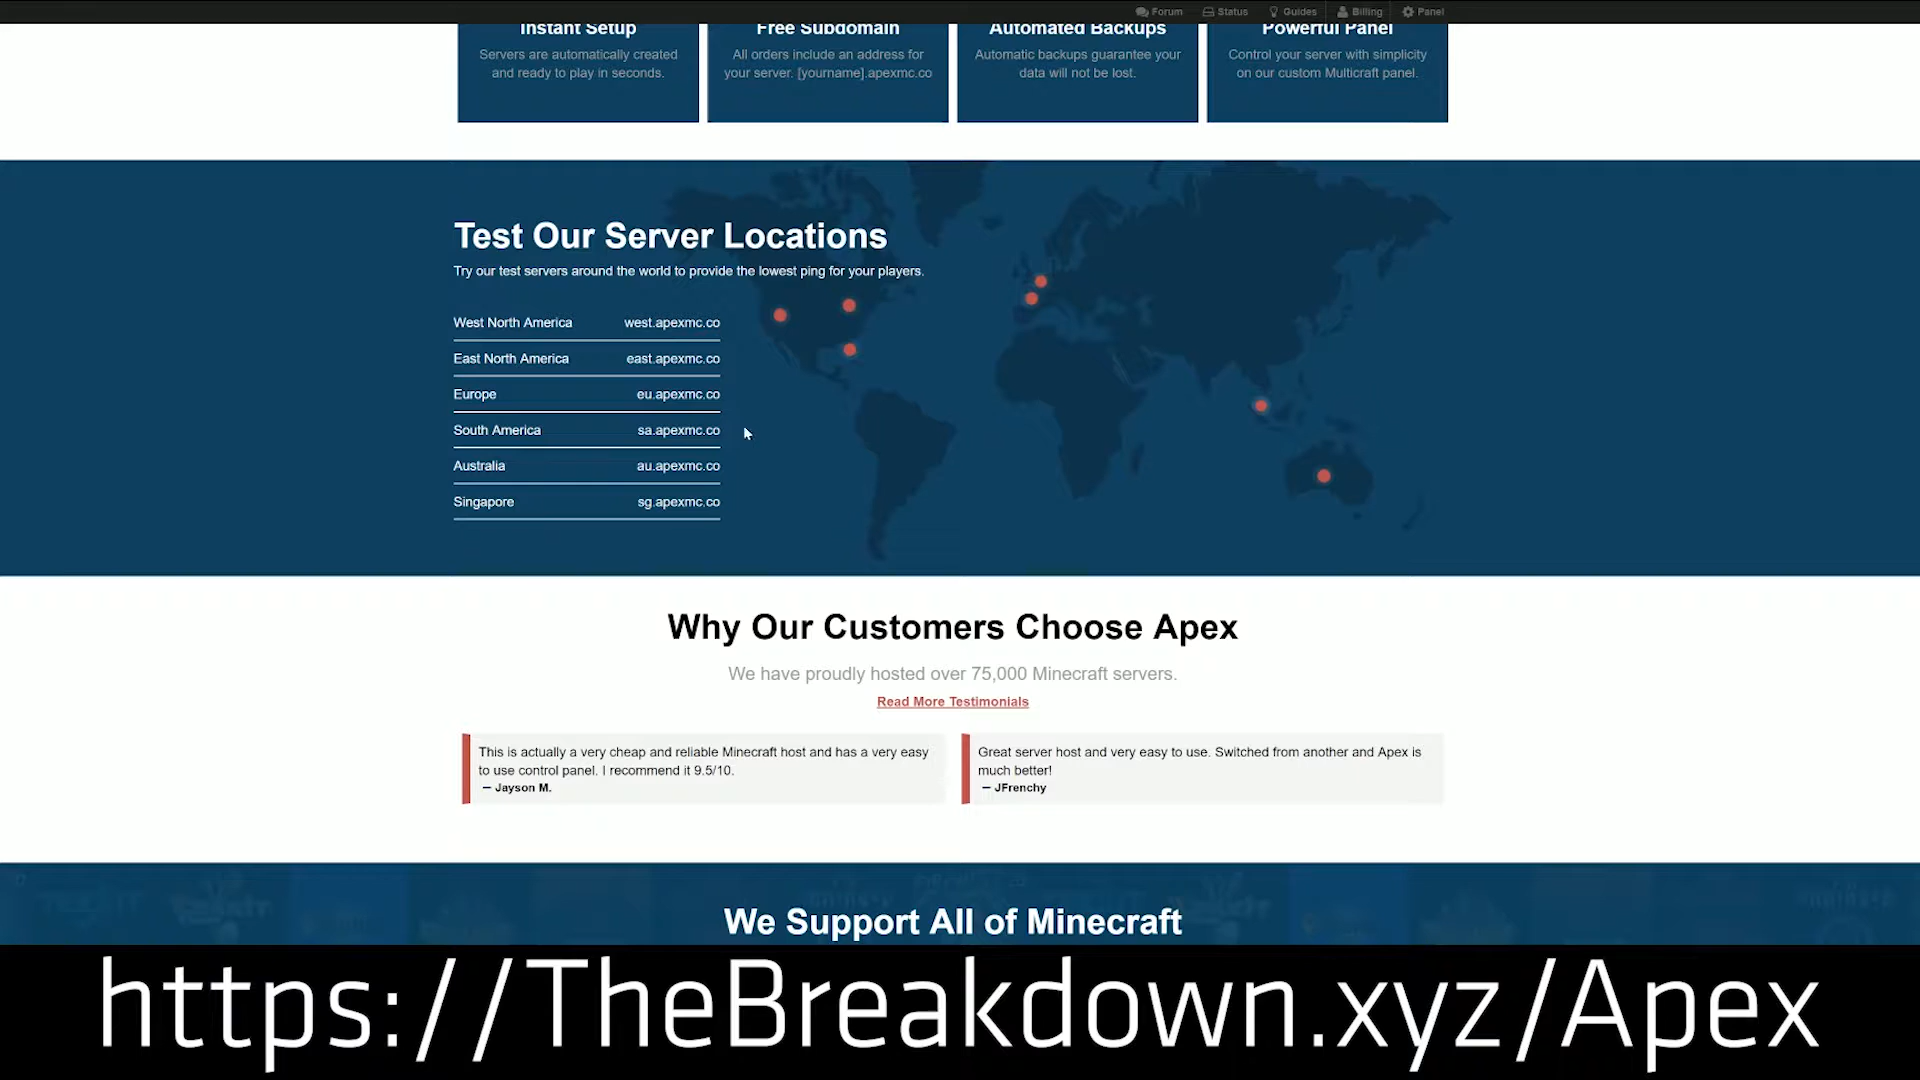 Forum Status Guides Billing Panel
Instant Setup
Servers are automatically created
and ready to play in seconds.
Free Subdomain
All orders include an address for
your server. [yourname].apexmc.co
Automated Backups
Automatic backups guarantee your
data will not be lost.
Powerful Panel
Control your server with simplicity
on our custom Multicraft panel.
Test Our Server Locations
Try our test servers around the world to provide the lowest ping for your players.
West North America west.apexmc.co
East North America east.apexmc.co
Europe eu.apexmc.co
South America sa.apexmc.co
Australia au.apexmc.co
Singapore sg.apexmc.co
Why Our Customers Choose Apex
We have proudly hosted over 75,000 Minecraft servers.
Read More Testimonials
This is actually a very cheap and reliable Minecraft host and has a very easy
to use control panel. I recommend it 9.5/10.
— Jayson M.
Great server host and very easy to use. Switched from another and Apex is
much better!
— JFrenchy
We Support All of Minecraft
https://TheBreakdown.xyz/Apex